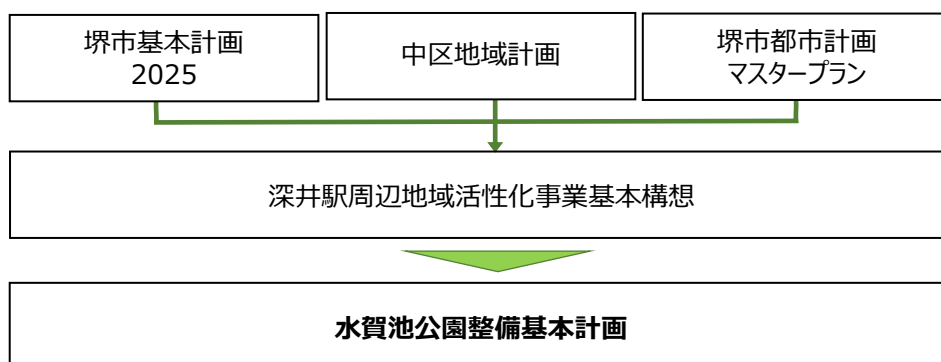 堺市基本計画
2025
中区地域計画
堺市都市計画
マスタープラン
深井駅周辺地域活性化事業基本構想
水賀池公園整備基本計画